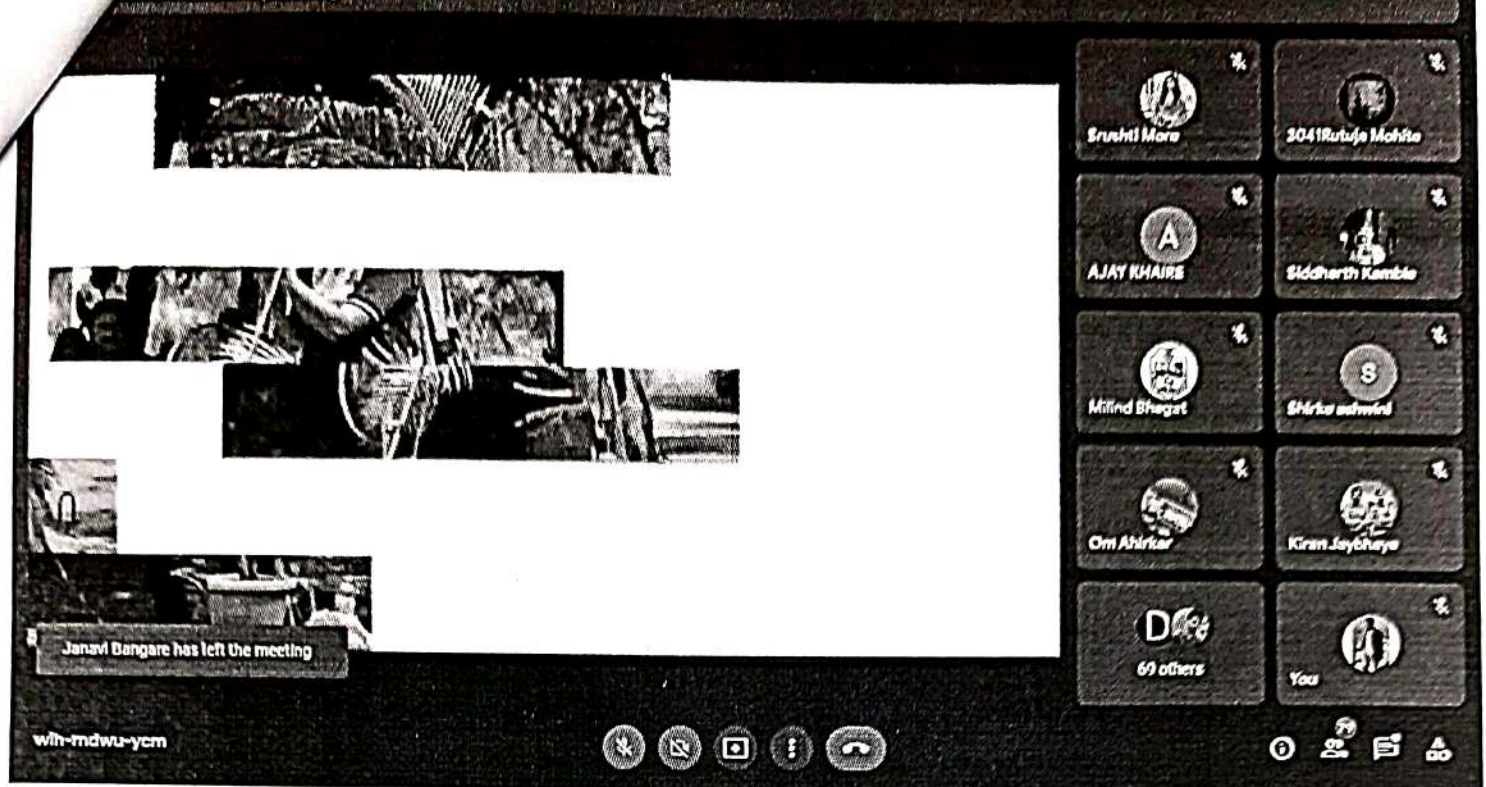 Srushti More
3041Rutuja Mohite
A
AJAY KHAIRE
Siddharth Kamble
Milind Bhagat
S
Shirke ashwini
Om Ahirkar
Kiran Jaybhaye
D
69 others
You
Janavi Bangare has left the meeting
wih-mdwu-ycm
79